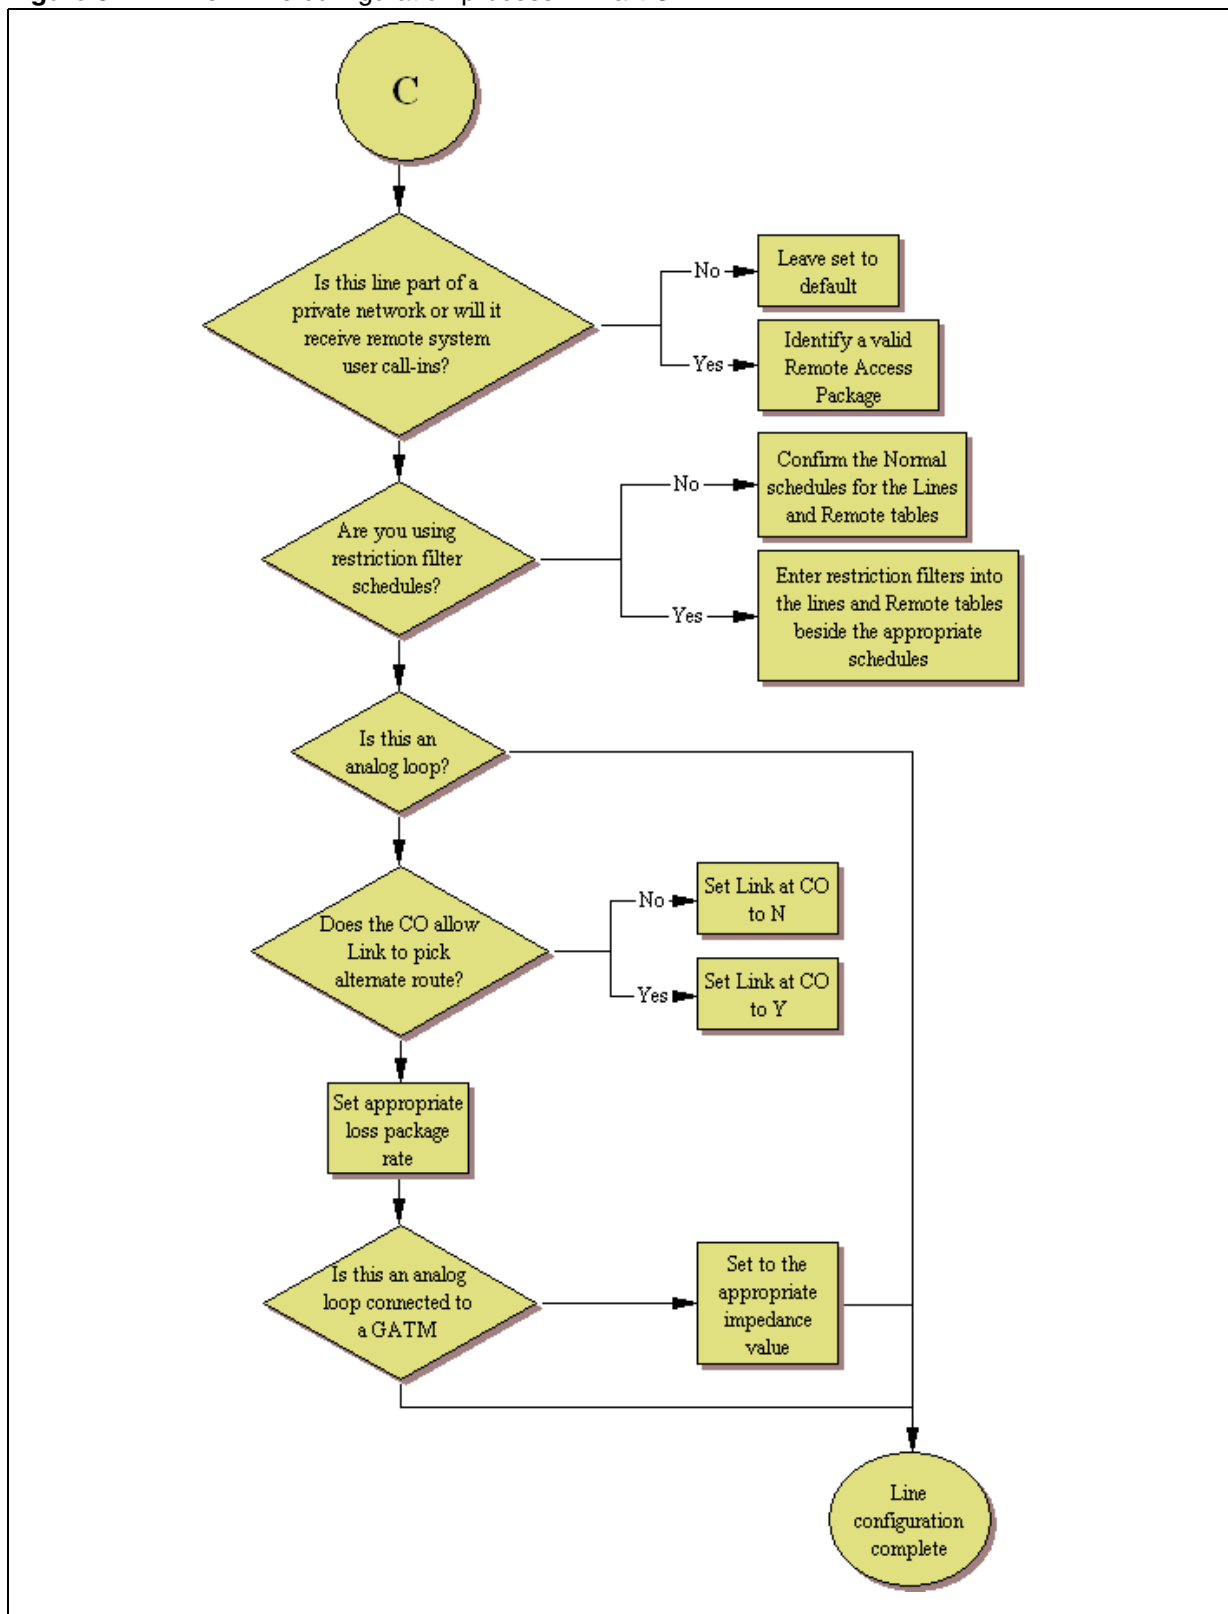 C
Is this line part of a
private network or will it
receive remote system
user call-ins?
No
Leave set to
default
Yes
Identify a valid
Remote Access
Package
Are you using
restriction filter
schedules?
No
Confirm the Normal
schedules for the Lines
and Remote tables
Yes
Enter restriction filters into
the lines and Remote tables
beside the appropriate
schedules
Is this an
analog loop?
Does the CO allow
Link to pick
alternate route?
No
Set Link at CO
to N
Yes
Set Link at CO
to Y
Set appropriate
loss package
rate
Is this an analog
loop connected to
a GATM
Set to the
appropriate
impedance
value
Line
configuration
complete